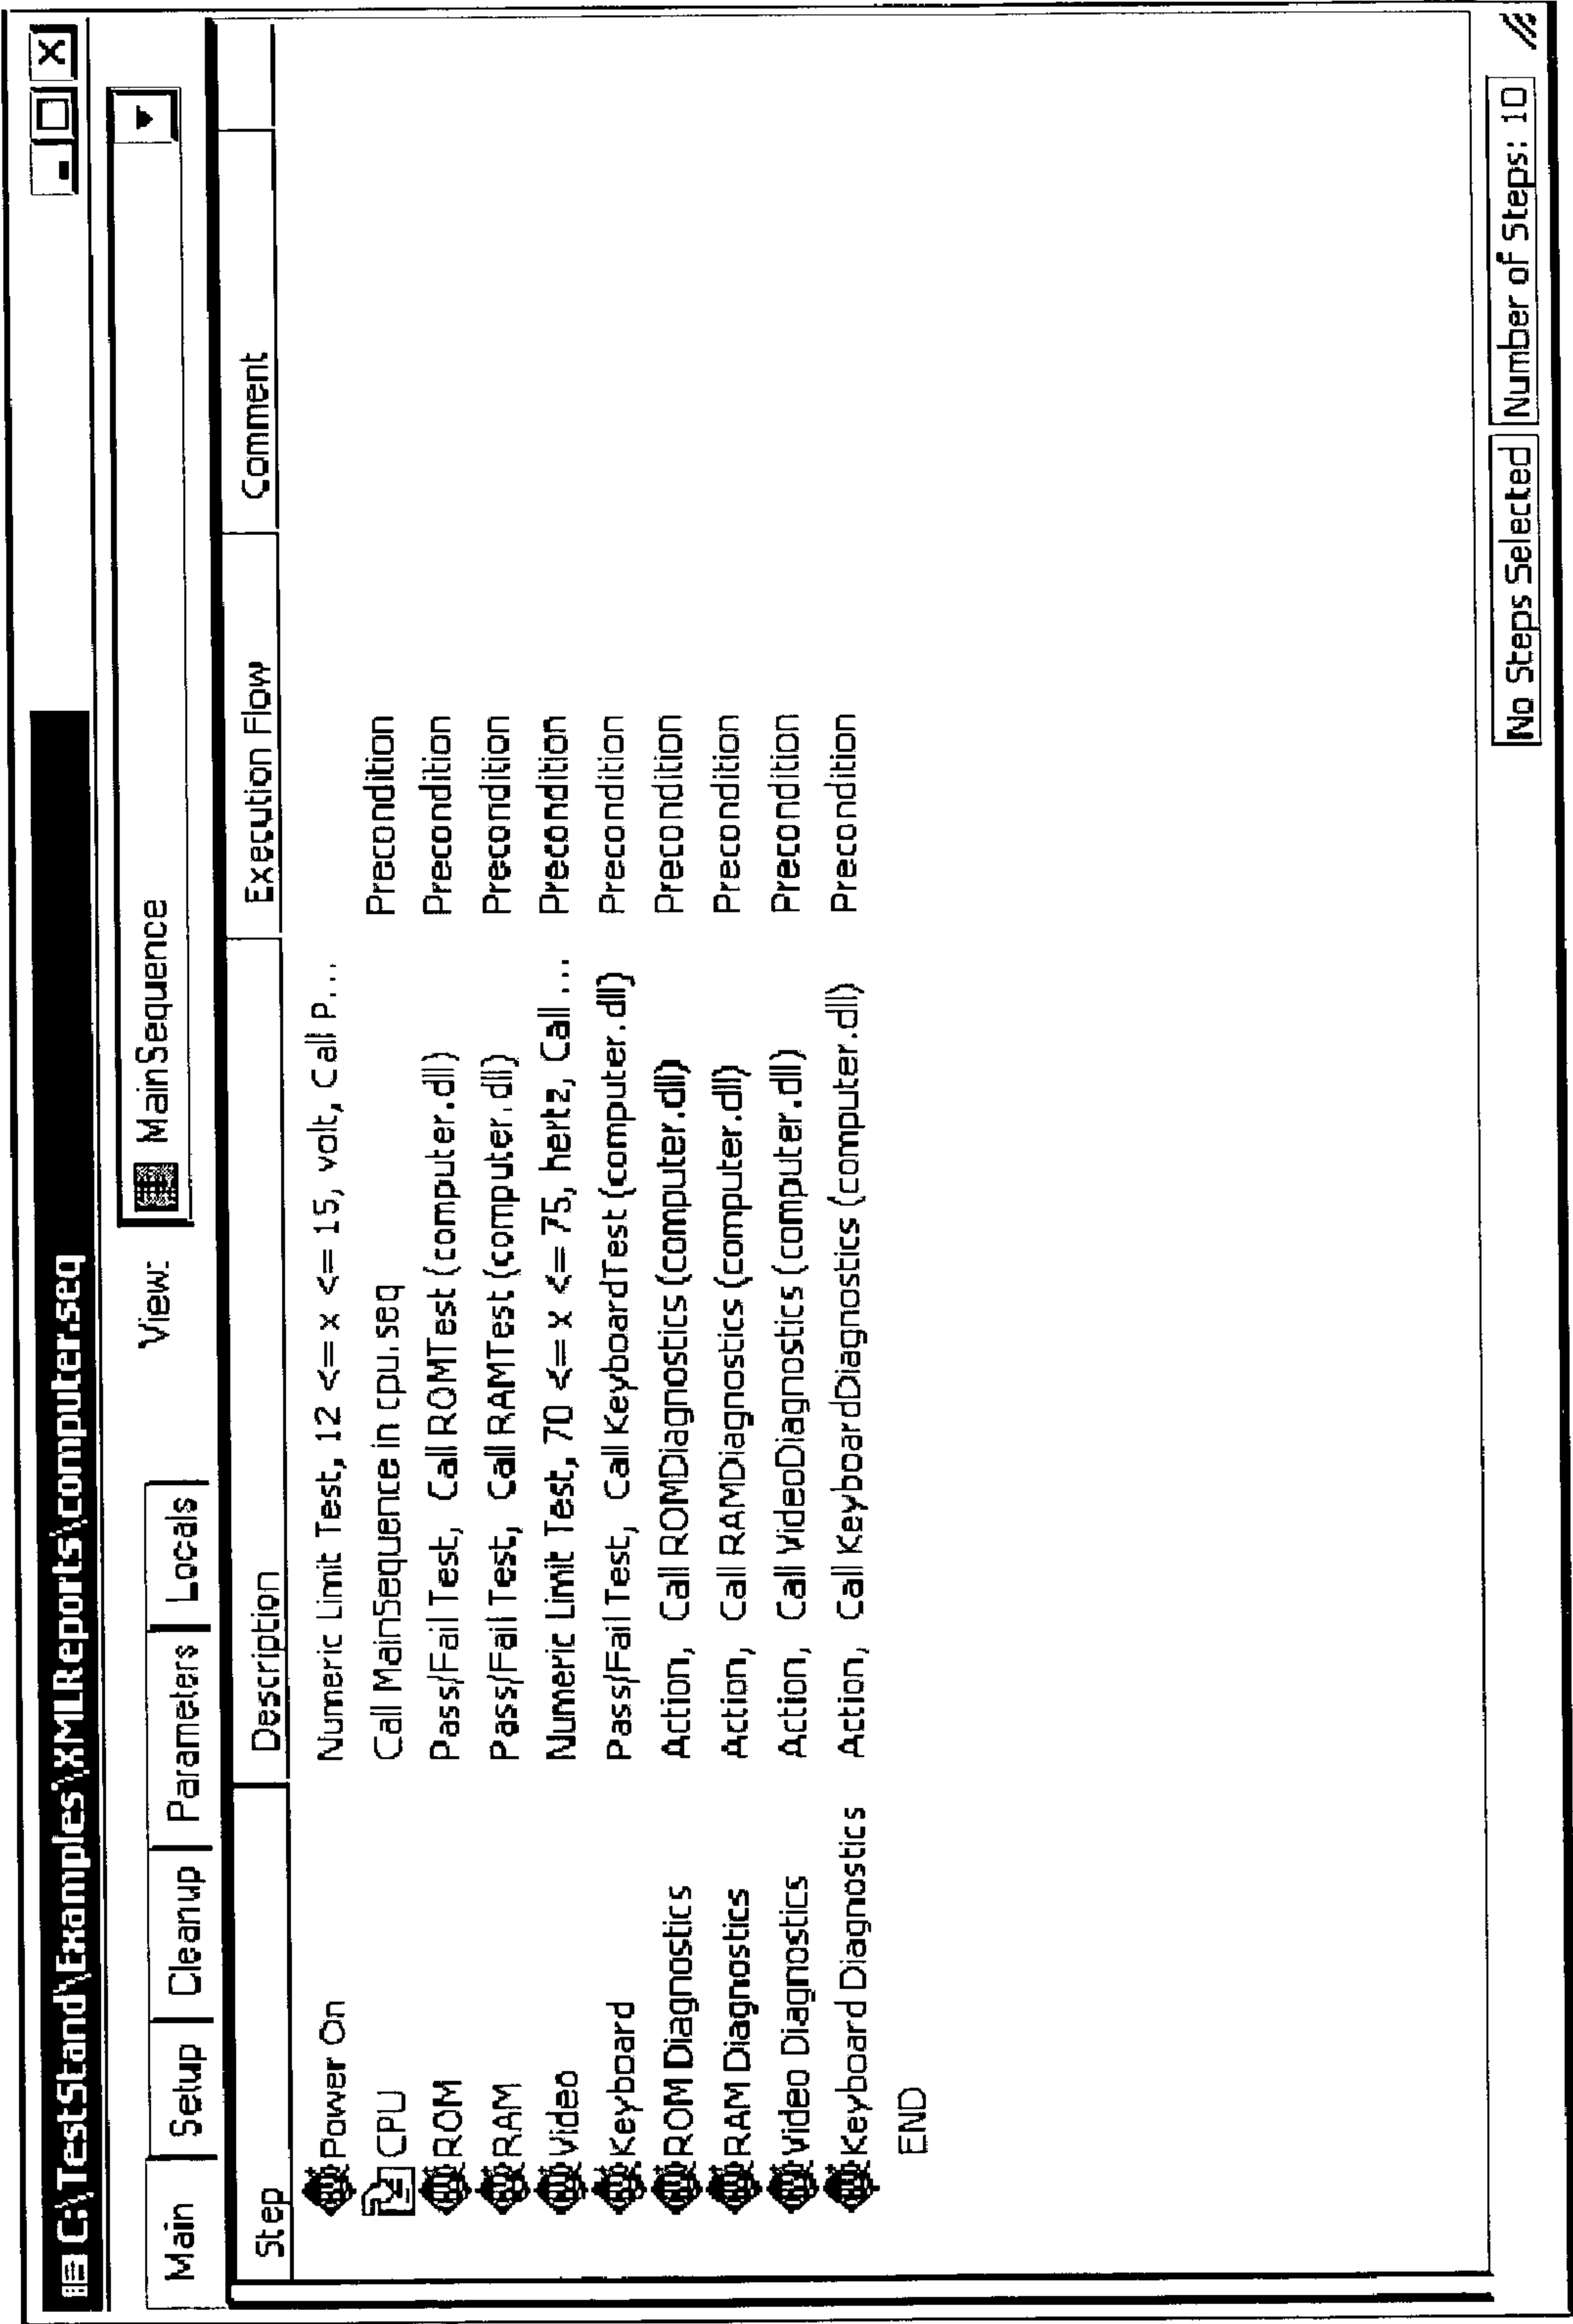 C:\TestStand\Examples\XMLReports\computer.seq
Main Setup Cleanup Parameters Locals View: MainSequence
Step Description Execution Flow Comment
Power On Numeric Limit Test, 12 <= x <= 15, volt, Call P...
CPU Call MainSequence in cpu.seq Precondition
ROM Pass/Fail Test, Call ROMTest (computer.dll) Precondition
RAM Pass/Fail Test, Call RAMTest (computer.dll) Precondition
Video Numeric Limit Test, 70 <= x <= 75, hertz, Call ... Precondition
Keyboard Pass/Fail Test, Call KeyboardTest (computer.dll) Precondition
ROM Diagnostics Action, Call ROMDiagnostics (computer.dll) Precondition
RAM Diagnostics Action, Call RAMDiagnostics (computer.dll) Precondition
Video Diagnostics Action, Call VideoDiagnostics (computer.dll) Precondition
Keyboard Diagnostics Action, Call KeyboardDiagnostics (computer.dll) Precondition
END
No Steps Selected Number of Steps: 10